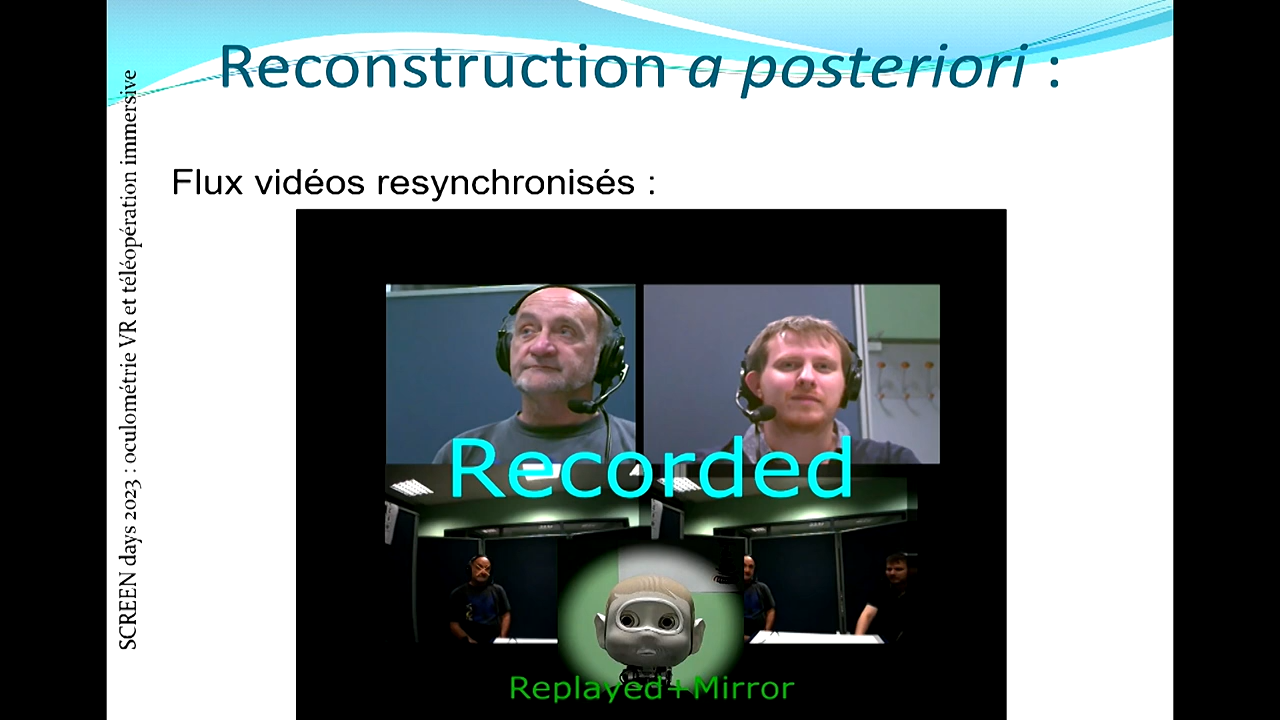 Reconstruction a posteriori :
SCREEN days 2023 : oculométrie VR et téléopération immersive
Flux vidéos resynchronisés :
Recorded
Replayed+Mirror